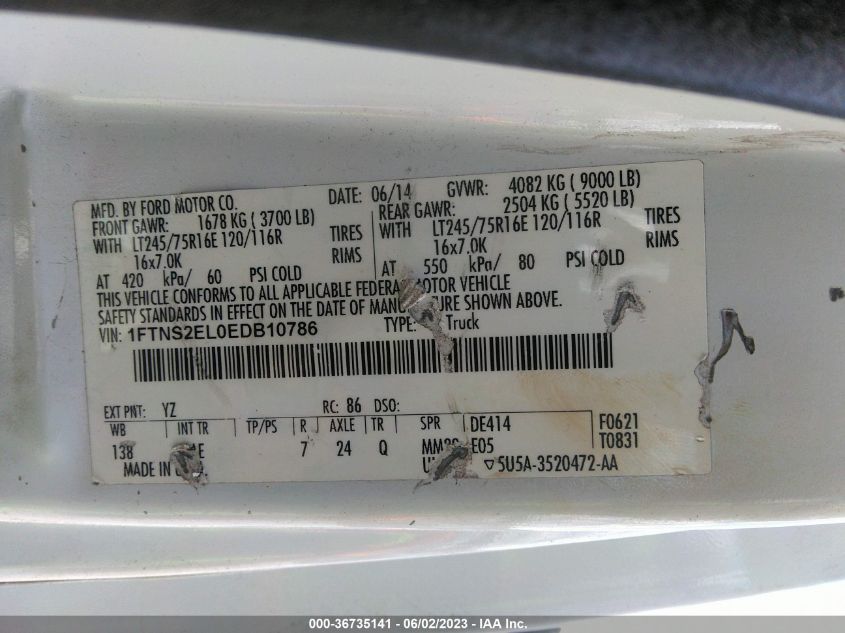 MFD. BY FORD MOTOR CO. DATE: 06/14 GVWR: 4082 KG ( 9000 LB)
FRONT GAWR: 1678 KG ( 3700 LB) REAR GAWR: 2504 KG ( 5520 LB)
WITH LT245/75R16E 120/116R TIRES WITH LT245/75R16E 120/116R TIRES
16x7.0K RIMS 16x7.0K RIMS
AT 420 kPa/ 60 PSI COLD AT 550 kPa/ 80 PSI COLD
THIS VEHICLE CONFORMS TO ALL APPLICABLE FEDERAL MOTOR VEHICLE
SAFETY STANDARDS IN EFFECT ON THE DATE OF MANUFACTURE SHOWN ABOVE.
VIN: 1FTNS2EL0EDB10786 TYPE: Truck
EXT PNT: YZ RC: 86 DSO:
WB INT TR TP/PS R AXLE TR SPR DE414 F0621
138 E 7 24 Q E05 T0831
MADE IN 5U5A-3520472-AA
000-36735141 - 06/02/2023 - IAA Inc.